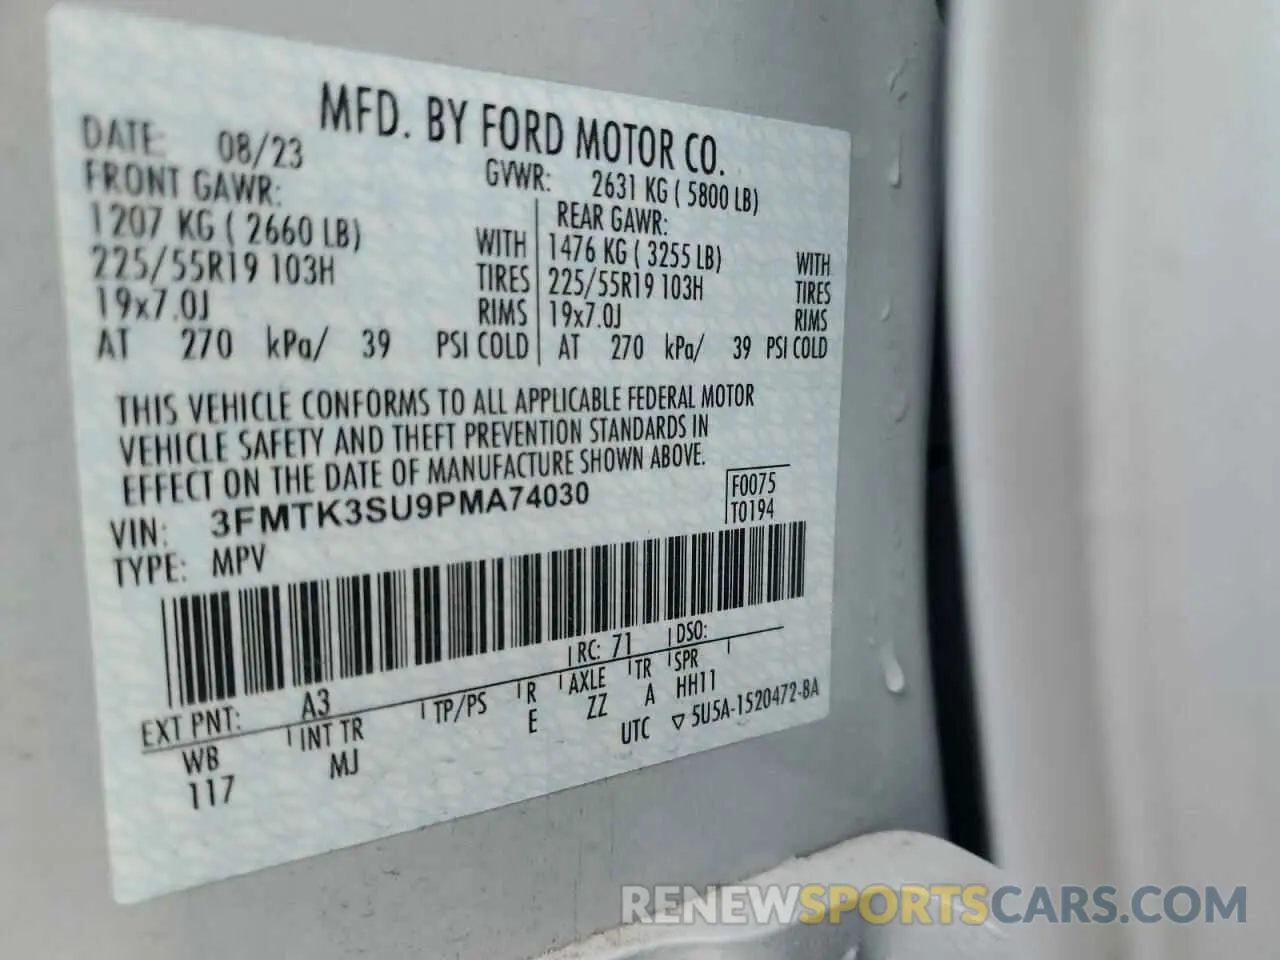 MFD. BY FORD MOTOR CO.
DATE: 08/23 GVWR: 2631 KG ( 5800 LB)
FRONT GAWR: REAR GAWR:
1207 KG ( 2660 LB) WITH 1476 KG ( 3255 LB) WITH
225/55R19 103H TIRES 225/55R19 103H TIRES
19x7.0J RIMS 19x7.0J RIMS
AT 270 kPa/ 39 PSI COLD AT 270 kPa/ 39 PSI COLD
THIS VEHICLE CONFORMS TO ALL APPLICABLE FEDERAL MOTOR
VEHICLE SAFETY AND THEFT PREVENTION STANDARDS IN
EFFECT ON THE DATE OF MANUFACTURE SHOWN ABOVE.
VIN: 3FMTK3SU9PMA74030 F0075
TYPE: MPV T0194
EXT PNT: A3 RC: 71 DSO:
WB INT TR TP/PS R AXLE TR SPR
117 MJ E ZZ A HH11
UTC ▽ 5U5A-1520472-BA
RENEWSPORTSCARS.COM